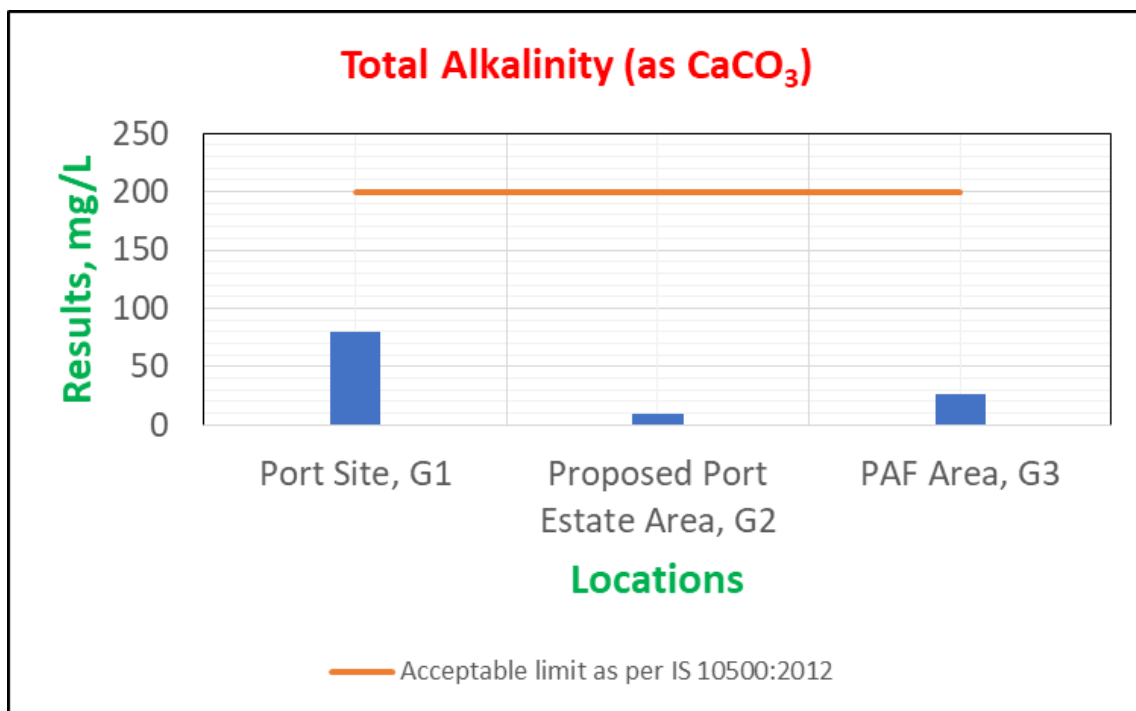 Total Alkalinity (as CaCO₃)
Results, mg/L
250
200
150
100
50
0
Port Site, G1
Proposed Port
Estate Area, G2
PAF Area, G3
Locations
Acceptable limit as per IS 10500:2012